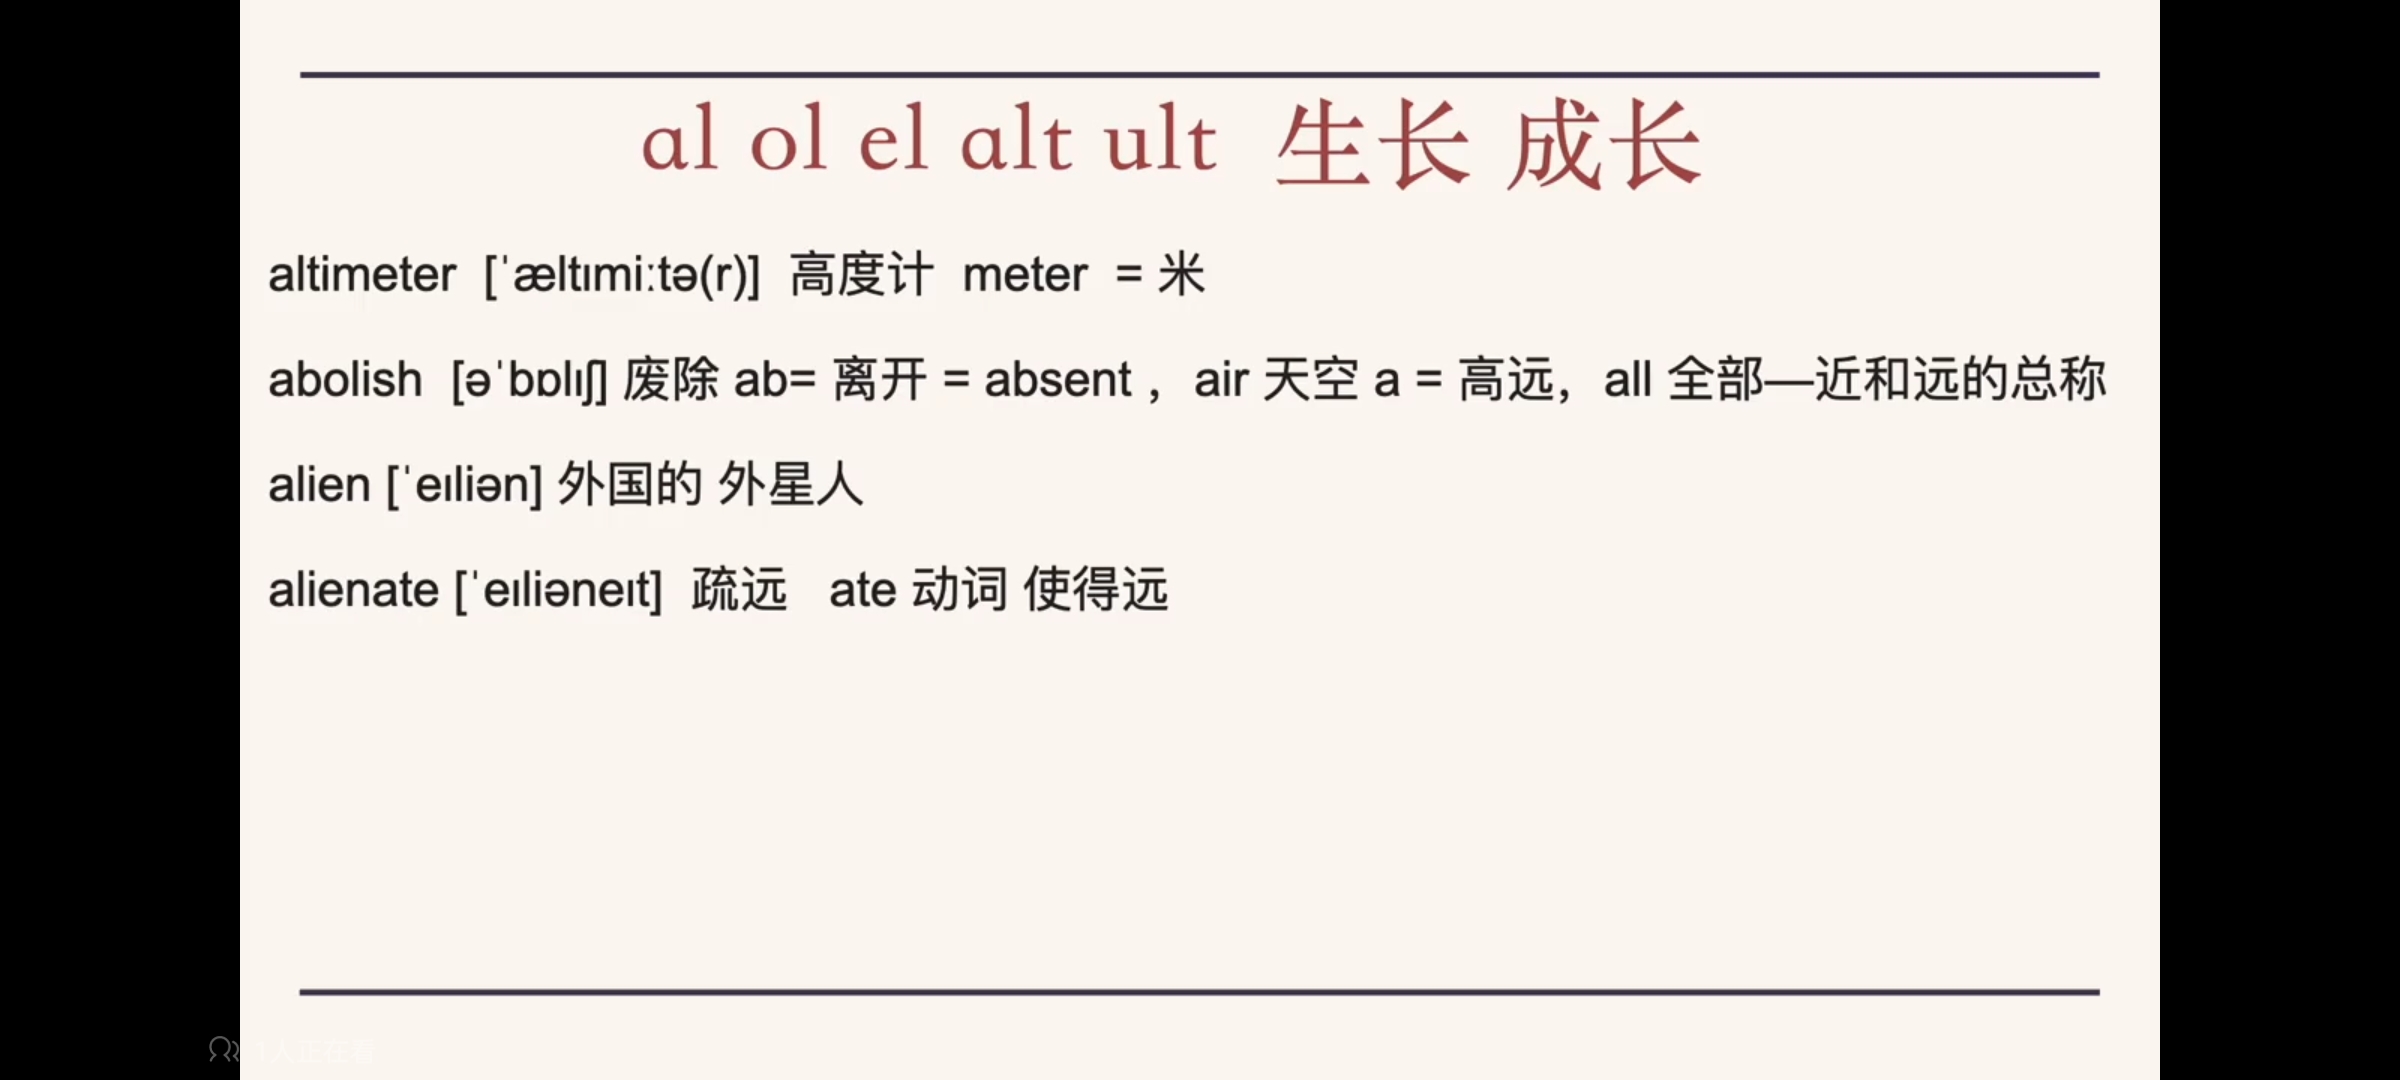 al ol el alt ult 生长 成长
altimeter [ˈæltɪmiːtə(r)] 高度计 meter = 米
abolish [əˈbɒlɪʃ] 废除 ab= 离开 = absent ，air 天空 a = 高远，all 全部—近和远的总称
alien [ˈeɪliən] 外国的 外星人
alienate [ˈeɪliəneɪt] 疏远 ate 动词 使得远
1人正在看